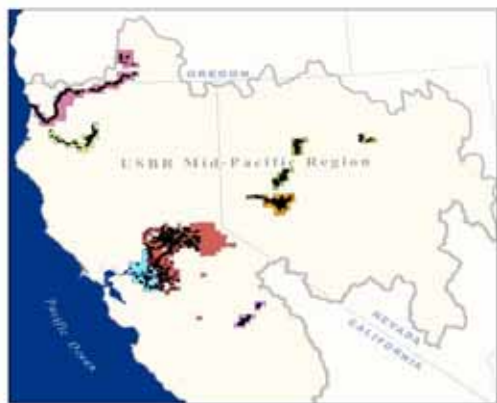 OREGON
USBR Mid-Pacific Region
Pacific Ocean
NEVADA
CALIFORNIA